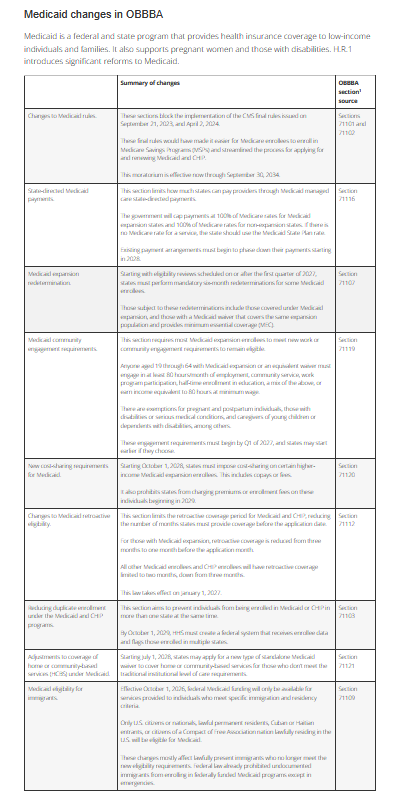 Medicaid changes in OBBBA
Medicaid is a federal and state program that provides health insurance coverage to low-income
individuals and families. It also supports pregnant women and those with disabilities. H.R.1
introduces significant reforms to Medicaid.
Summary of changes
OBBBA
section¹
source
Changes to Medicaid rules.
These sections block the implementation of the CMS final rules issued on
September 21, 2023, and April 2, 2024.
These final rules would have made it easier for Medicare enrollees to enroll in
Medicare Savings Programs (MSPs) and streamlined the process for applying for
and renewing Medicaid and CHIP.
This moratorium is effective now through September 30, 2034.
Sections
71101 and
71102
State-directed Medicaid
payments.
This section limits how much states can pay providers through Medicaid managed
care state-directed payments.
The government will cap payments at 100% of Medicare rates for Medicaid
expansion states and 100% of Medicare rates for non-expansion states. If there is
no Medicare rate for a service, the state should use the Medicaid State Plan rate.
Existing payment arrangements must begin to phase down their payments starting
in 2028.
Section
71116
Medicaid expansion
redetermination.
Starting with eligibility reviews scheduled on or after the first quarter of 2027,
states must perform mandatory six-month redeterminations for some Medicaid
enrollees.
Those subject to these redeterminations include those covered under Medicaid
expansion, and those with a Medicaid waiver that covers the same expansion
population and provides minimum essential coverage (MEC).
Section
71107
Medicaid community
engagement requirements.
This section requires most Medicaid expansion enrollees to meet new work or
community engagement requirements to remain eligible.
Anyone aged 19 through 64 with Medicaid expansion or an equivalent waiver must
engage in at least 80 hours/month of employment, community service, work
program participation, half-time enrollment in education, a mix of the above, or
earn income equivalent to 80 hours at minimum wage.
There are exemptions for pregnant and postpartum individuals, those with
disabilities or serious medical conditions, and caregivers of young children or
dependents with disabilities, among others.
These engagement requirements must begin by Q1 of 2027, and states may start
earlier if they choose.
Section
71119
New cost-sharing requirements
for Medicaid.
Starting October 1, 2028, states must impose cost-sharing on certain higher-
income Medicaid expansion enrollees. This includes copays or fees.
It also prohibits states from charging premiums or enrollment fees on these
individuals beginning in 2029.
Section
71120
Changes to Medicaid retroactive
eligibility.
This section limits the retroactive coverage period for Medicaid and CHIP, reducing
the number of months states must provide coverage before the application date.
For those with Medicaid expansion, retroactive coverage is reduced from three
months to one month before the application month.
All other Medicaid enrollees and CHIP enrollees will have retroactive coverage
limited to two months, down from three months.
This law takes effect on January 1, 2027.
Section
71112
Reducing duplicate enrollment
under the Medicaid and CHIP
programs.
This section aims to prevent individuals from being enrolled in Medicaid or CHIP in
more than one state at the same time.
By October 1, 2029, HHS must create a federal system that receives enrollee data
and flags those enrolled in multiple states.
Section
71103
Adjustments to coverage of
home or community-based
services (HCBS) under Medicaid.
Starting July 1, 2028, states may apply for a new type of standalone Medicaid
waiver to cover home or community-based services for those who don't meet the
traditional institutional level of care requirements.
Section
71121
Medicaid eligibility for
immigrants.
Effective October 1, 2026, federal Medicaid funding will only be available for
services provided to individuals who meet specific immigration and residency
criteria.
Only U.S. citizens or nationals, lawful permanent residents, Cuban or Haitian
entrants, or citizens of a Compact of Free Association nation lawfully residing in the
U.S. will be eligible for Medicaid.
These changes mostly affect lawfully present immigrants who no longer meet the
new eligibility requirements. Federal law already prohibited undocumented
immigrants from enrolling in federally funded Medicaid programs except in
emergencies.
Section
71109